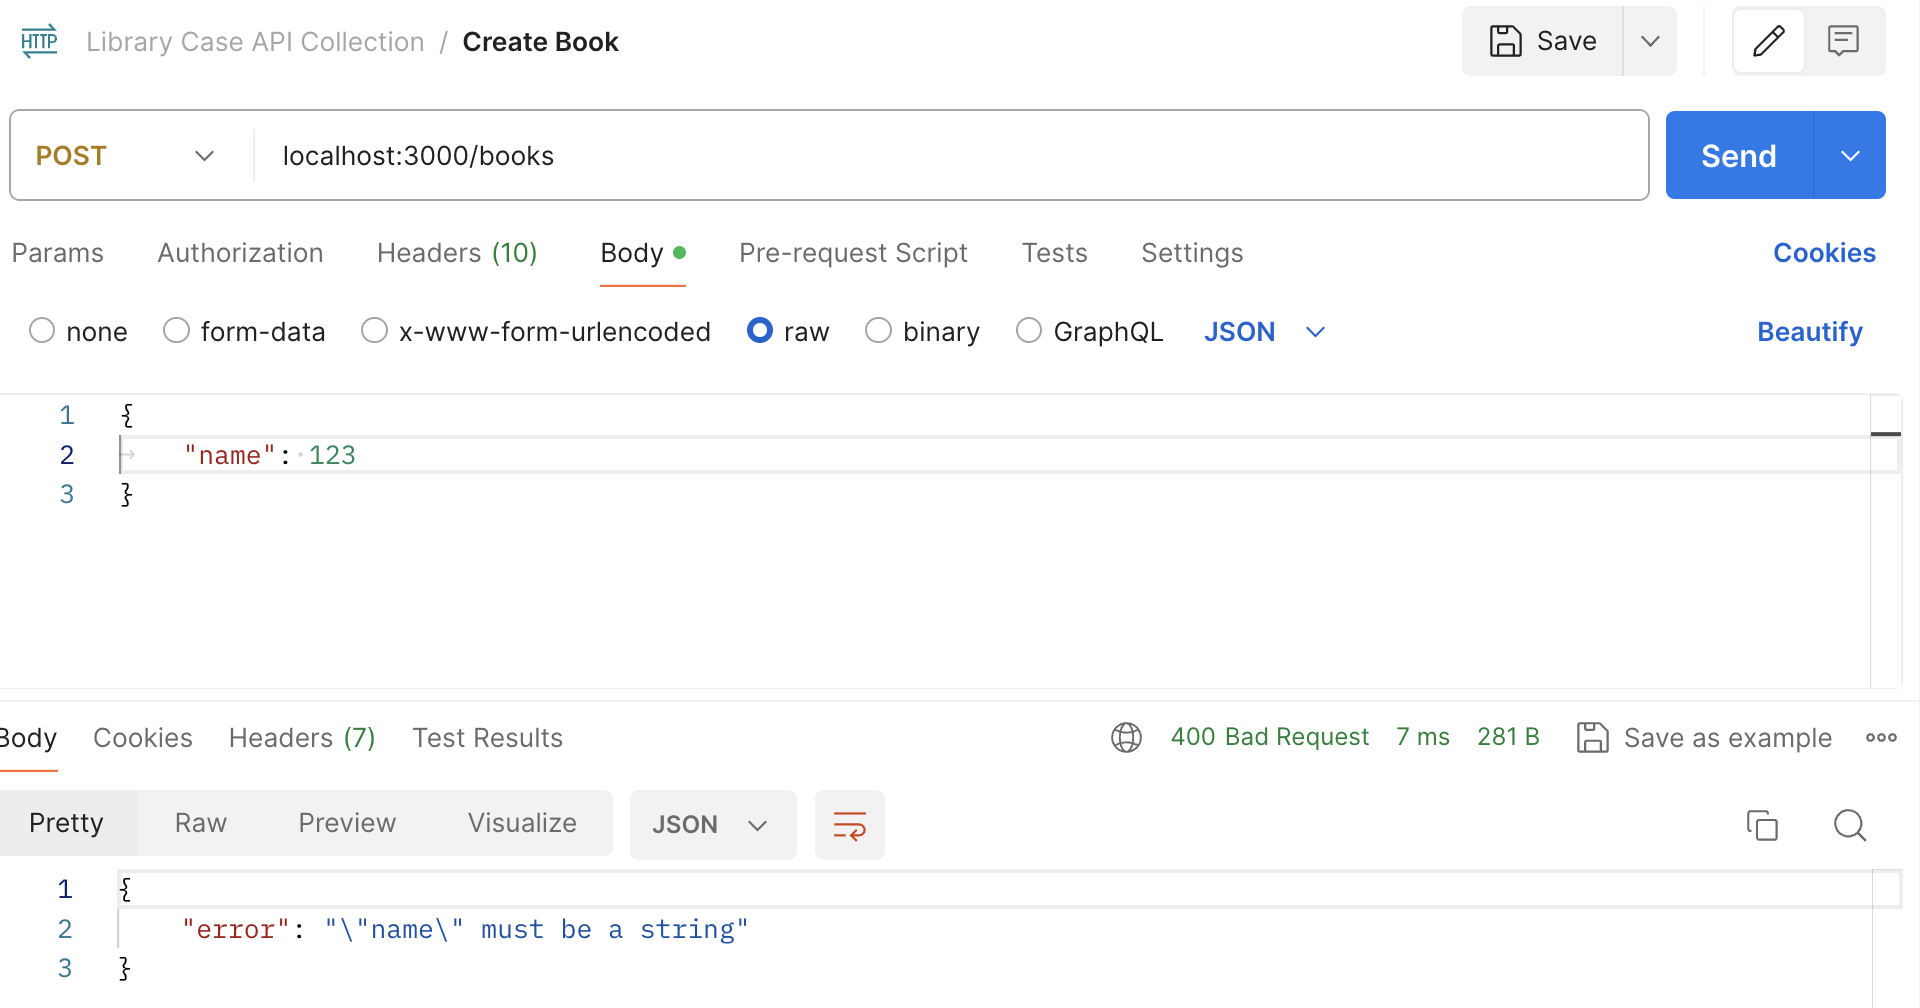 HTTP Library Case API Collection / Create Book Save
POST localhost:3000/books Send
Params Authorization Headers (10) Body Pre-request Script Tests Settings Cookies
none form-data x-www-form-urlencoded raw binary GraphQL JSON Beautify
1 {
2 "name": 123
3 }
Body Cookies Headers (7) Test Results 400 Bad Request 7 ms 281 B Save as example
Pretty Raw Preview Visualize JSON
1 {
2 "error": "\"name\" must be a string"
3 }